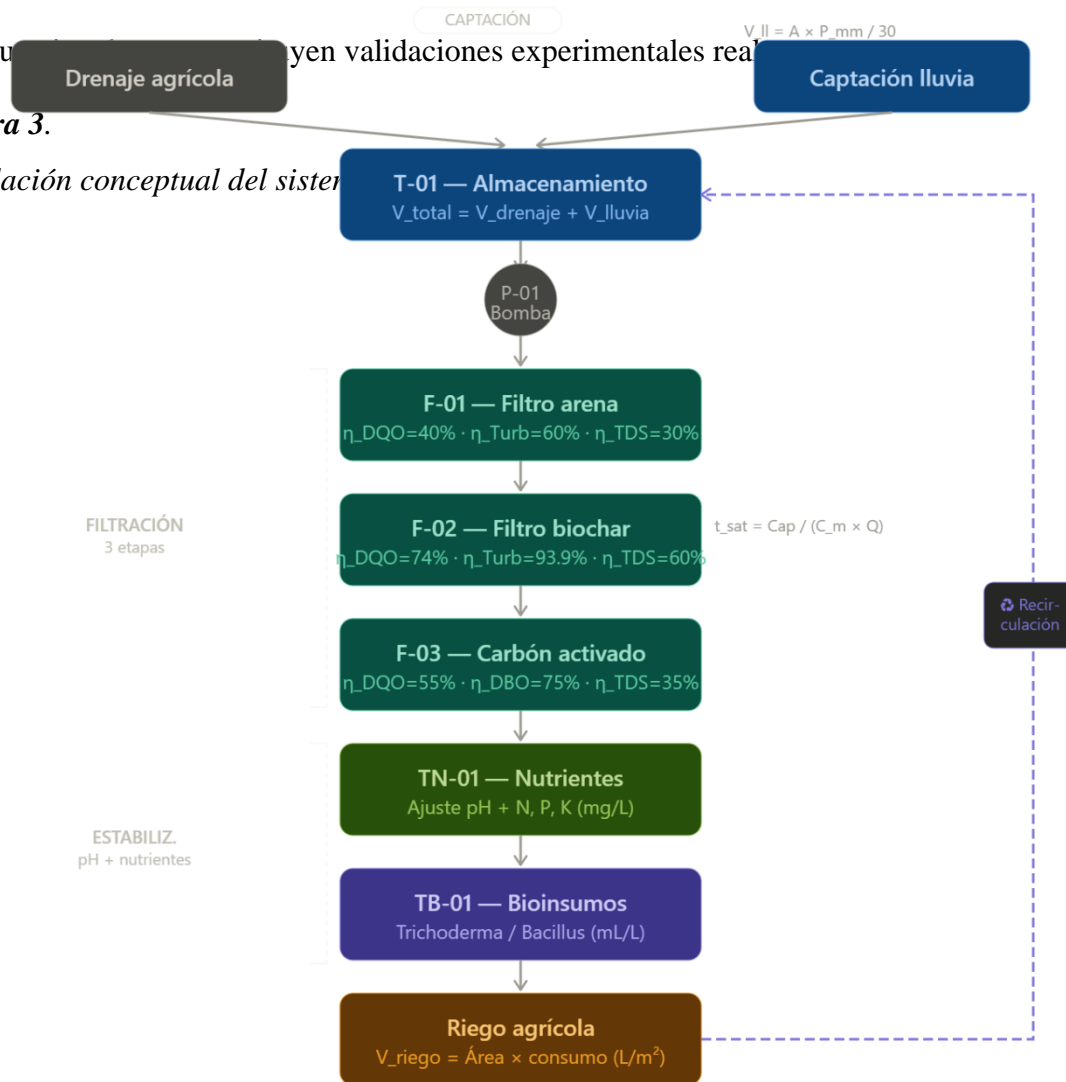 CAPTACIÓN
V_ll = A × P_mm / 30
yen validaciones experimentales
Drenaje agrícola
Captación lluvia
3.
conceptual del
T-01 — Almacenamiento
V_total = V_drenaje + V_lluvia
P-01
Bomba
F-01 — Filtro arena
η_DQO=40% · η_Turb=60% · η_TDS=30%
FILTRACIÓN
3 etapas
F-02 — Filtro biochar
η_DQO=74% · η_Turb=93.9% · η_TDS=60%
t_sat = Cap / (C_m × Q)
♻ Recir-
culación
F-03 — Carbón activado
η_DQO=55% · η_DBO=75% · η_TDS=35%
TN-01 — Nutrientes
Ajuste pH + N, P, K (mg/L)
ESTABILIZ.
pH + nutrientes
TB-01 — Bioinsumos
Trichoderma / Bacillus (mL/L)
Riego agrícola
V_riego = Área × consumo (L/m²)